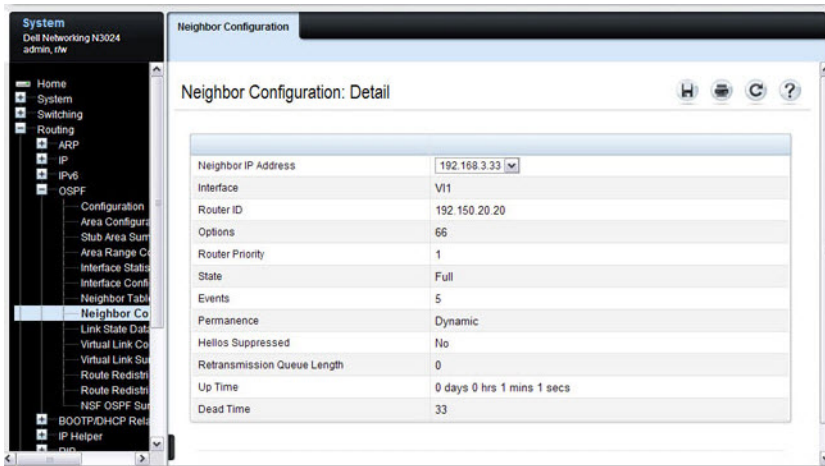 System
Dell Networking N3024
admin, r/w
Home
System
Switching
Routing
ARP
IP
IPv6
OSPF
Configuration
Area Configura
Stub Area Sum
Area Range Co
Interface Statis
Interface Confi
Neighbor Tabl
Neighbor Co
Link State Data
Virtual Link Co
Virtual Link Su
Route Redistri
Route Redistri
NSF OSPF Sur
BOOTP/DHCP Rela
IP Helper
Neighbor Configuration
Neighbor Configuration: Detail
Neighbor IP Address 192.168.3.33
Interface Vl1
Router ID 192.150.20.20
Options 66
Router Priority 1
State Full
Events 5
Permanence Dynamic
Hellos Suppressed No
Retransmission Queue Length 0
Up Time 0 days 0 hrs 1 mins 1 secs
Dead Time 33